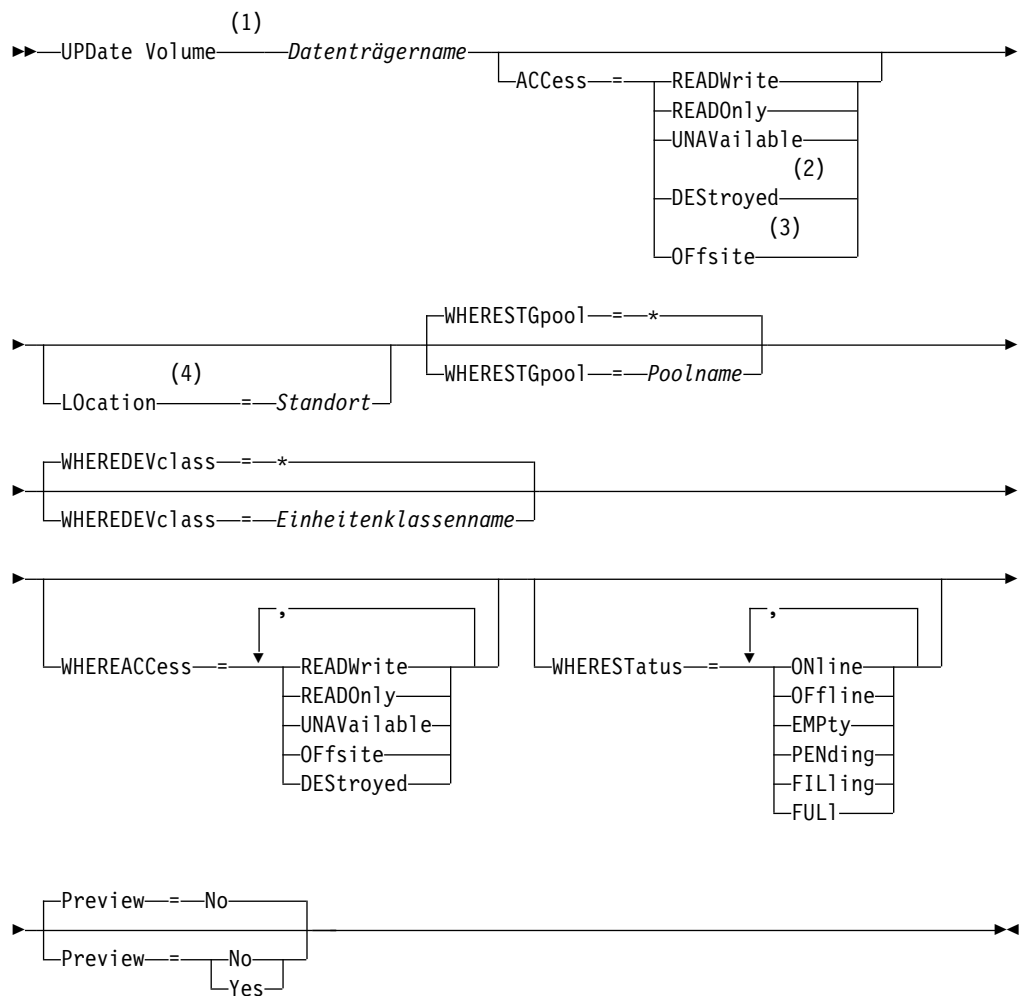 (1)
UPDate Volume Datenträgername
ACCess = READWrite
READOnly
UNAVailable
(2)
DEStroyed
(3)
OFfsite
WHERESTGpool = *
WHERESTGpool = Poolname
(4)
LOcation = Standort
WHEREDEVclass = *
WHEREDEVclass = Einheitenklassenname
,
WHEREACCess = READWrite
READOnly
UNAVailable
OFfsite
DEStroyed
,
WHERESTatus = ONline
OFfline
EMPty
PENding
FILling
FULl
Preview = No
Preview = No
Yes